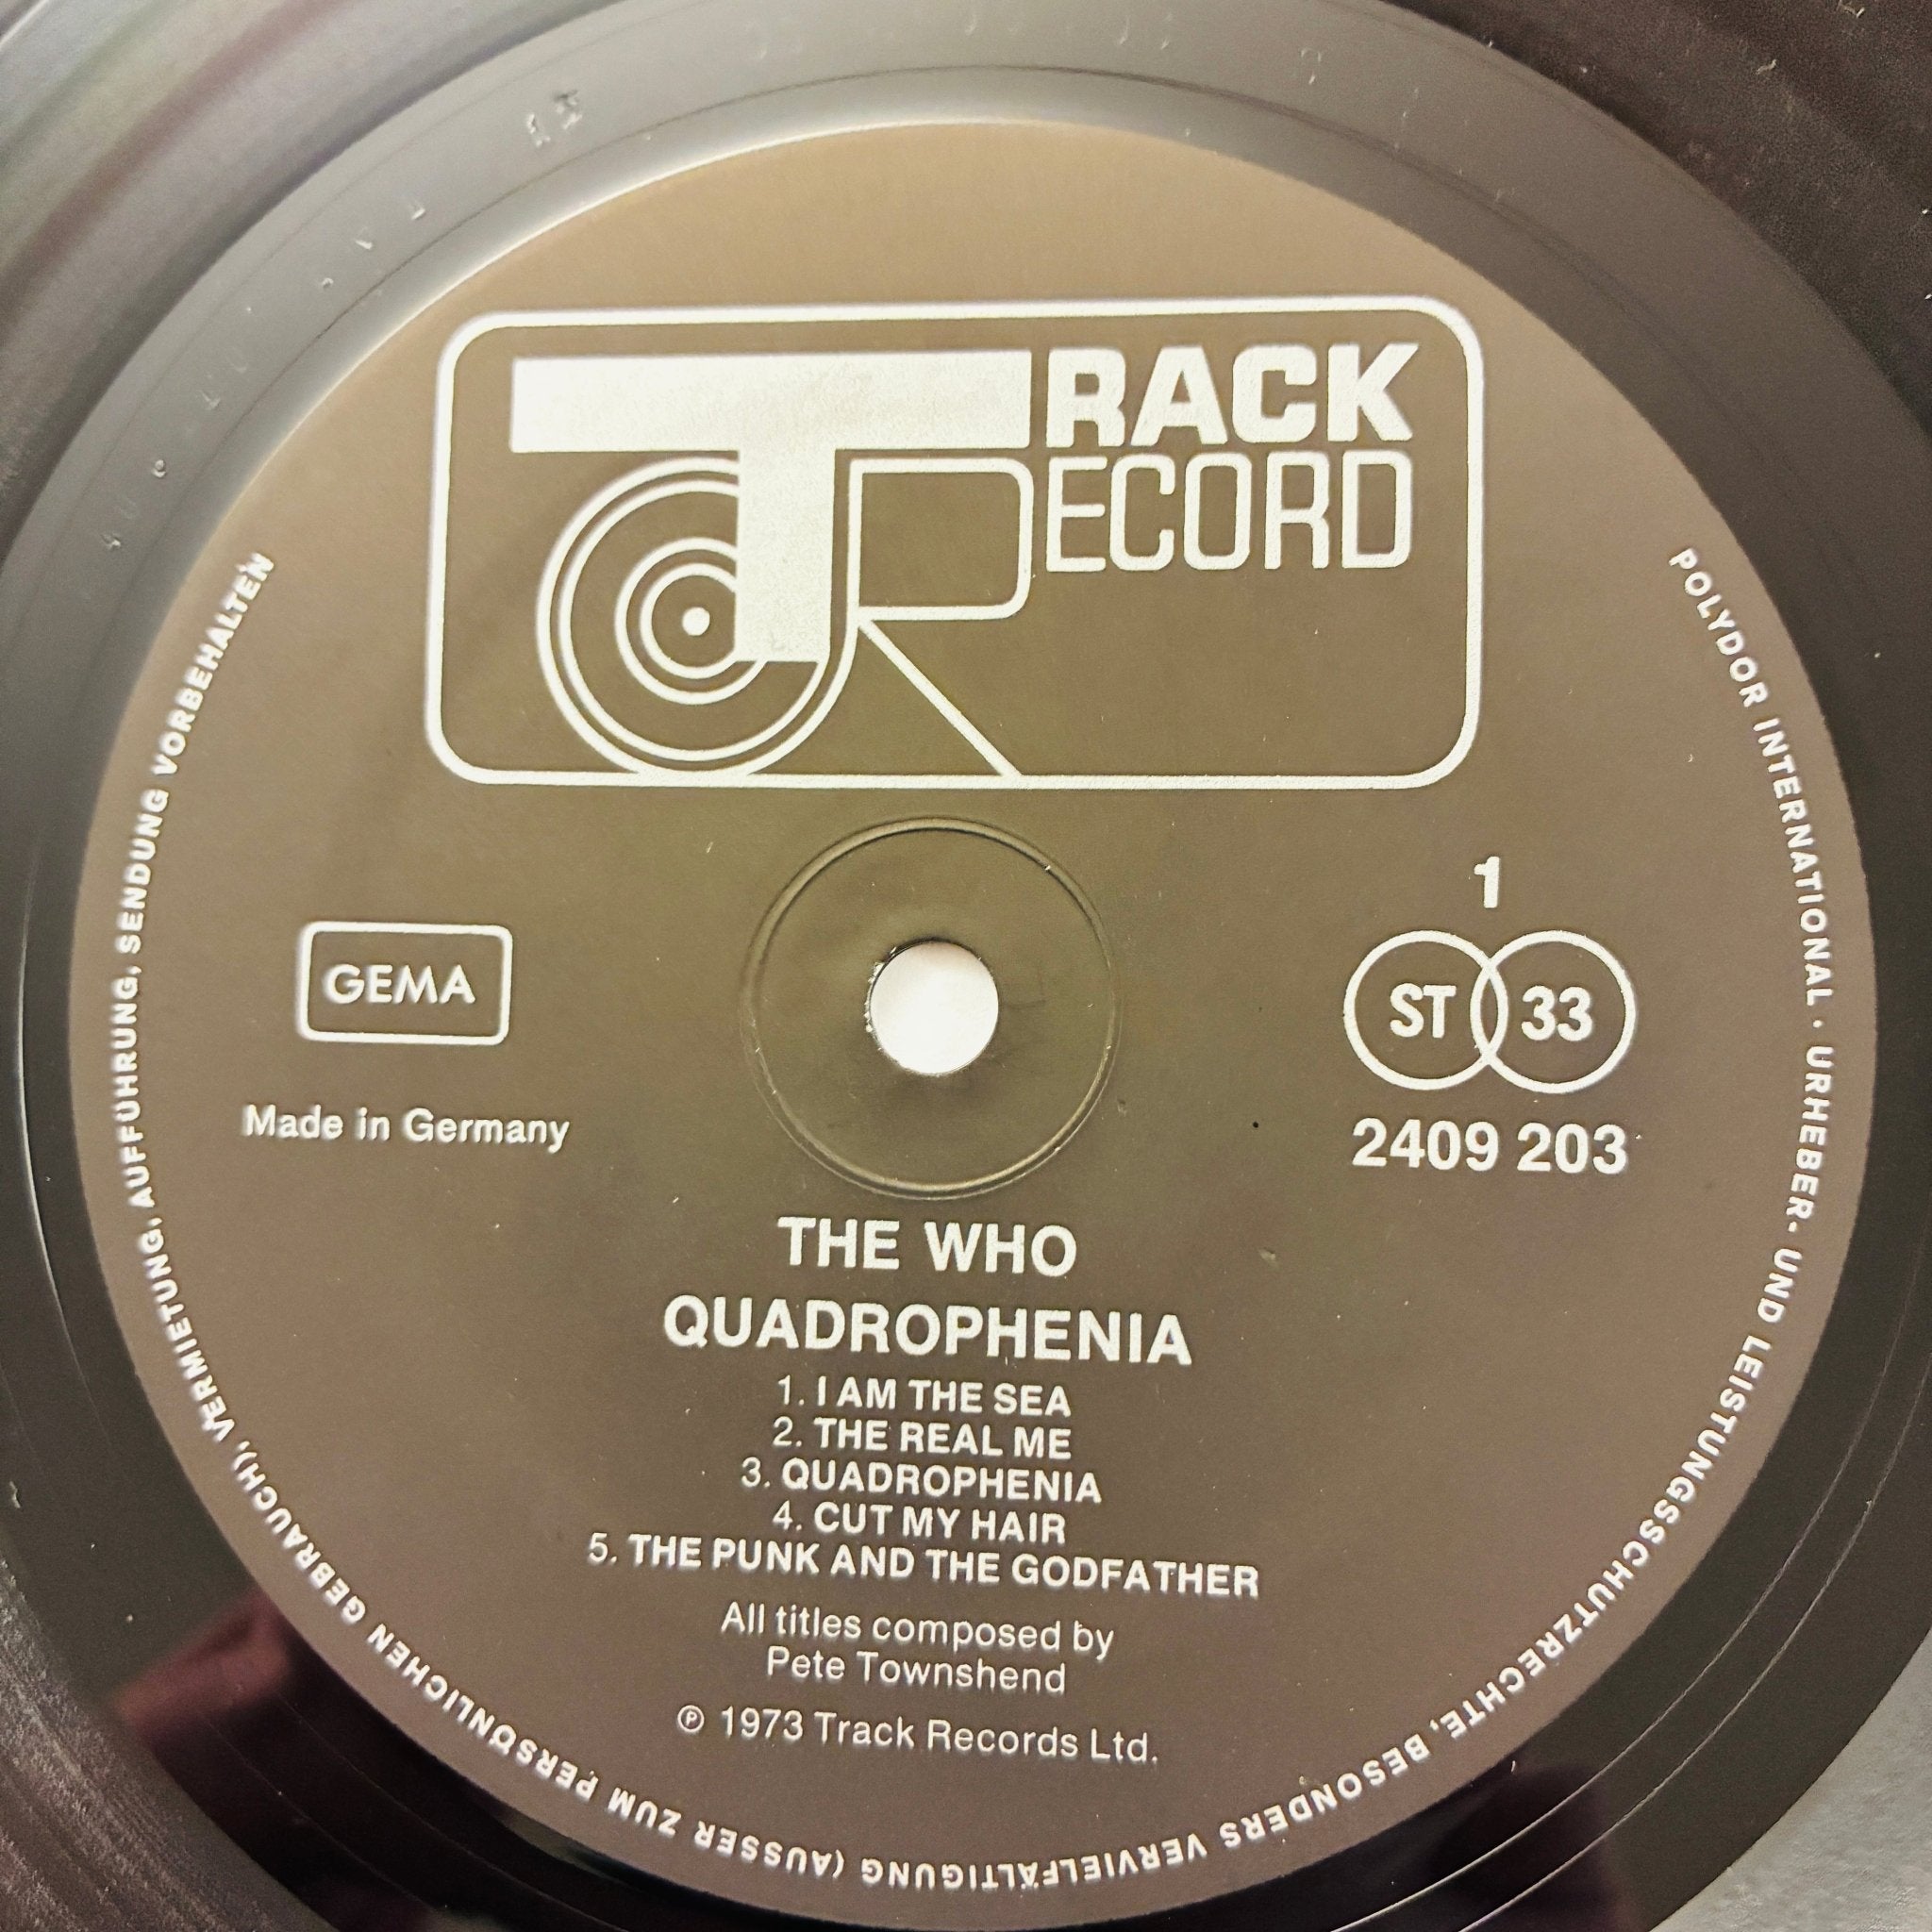 TRACK
RECORD
1
GEMA
ST 33
Made in Germany
2409 203
THE WHO
QUADROPHENIA
1. I AM THE SEA
2. THE REAL ME
3. QUADROPHENIA
4. CUT MY HAIR
5. THE PUNK AND THE GODFATHER
All titles composed by
Pete Townshend
℗ 1973 Track Records Ltd.
POLYDOR INTERNATIONAL · URHEBER- UND LEISTUNGSSCHUTZRECHTE, BESONDERS VERVIELFÄLTIGUNG (AUSSER ZUM PERSÖNLICHEN GEBRAUCH), VERMIETUNG, AUFFÜHRUNG, SENDUNG VORBEHALTEN